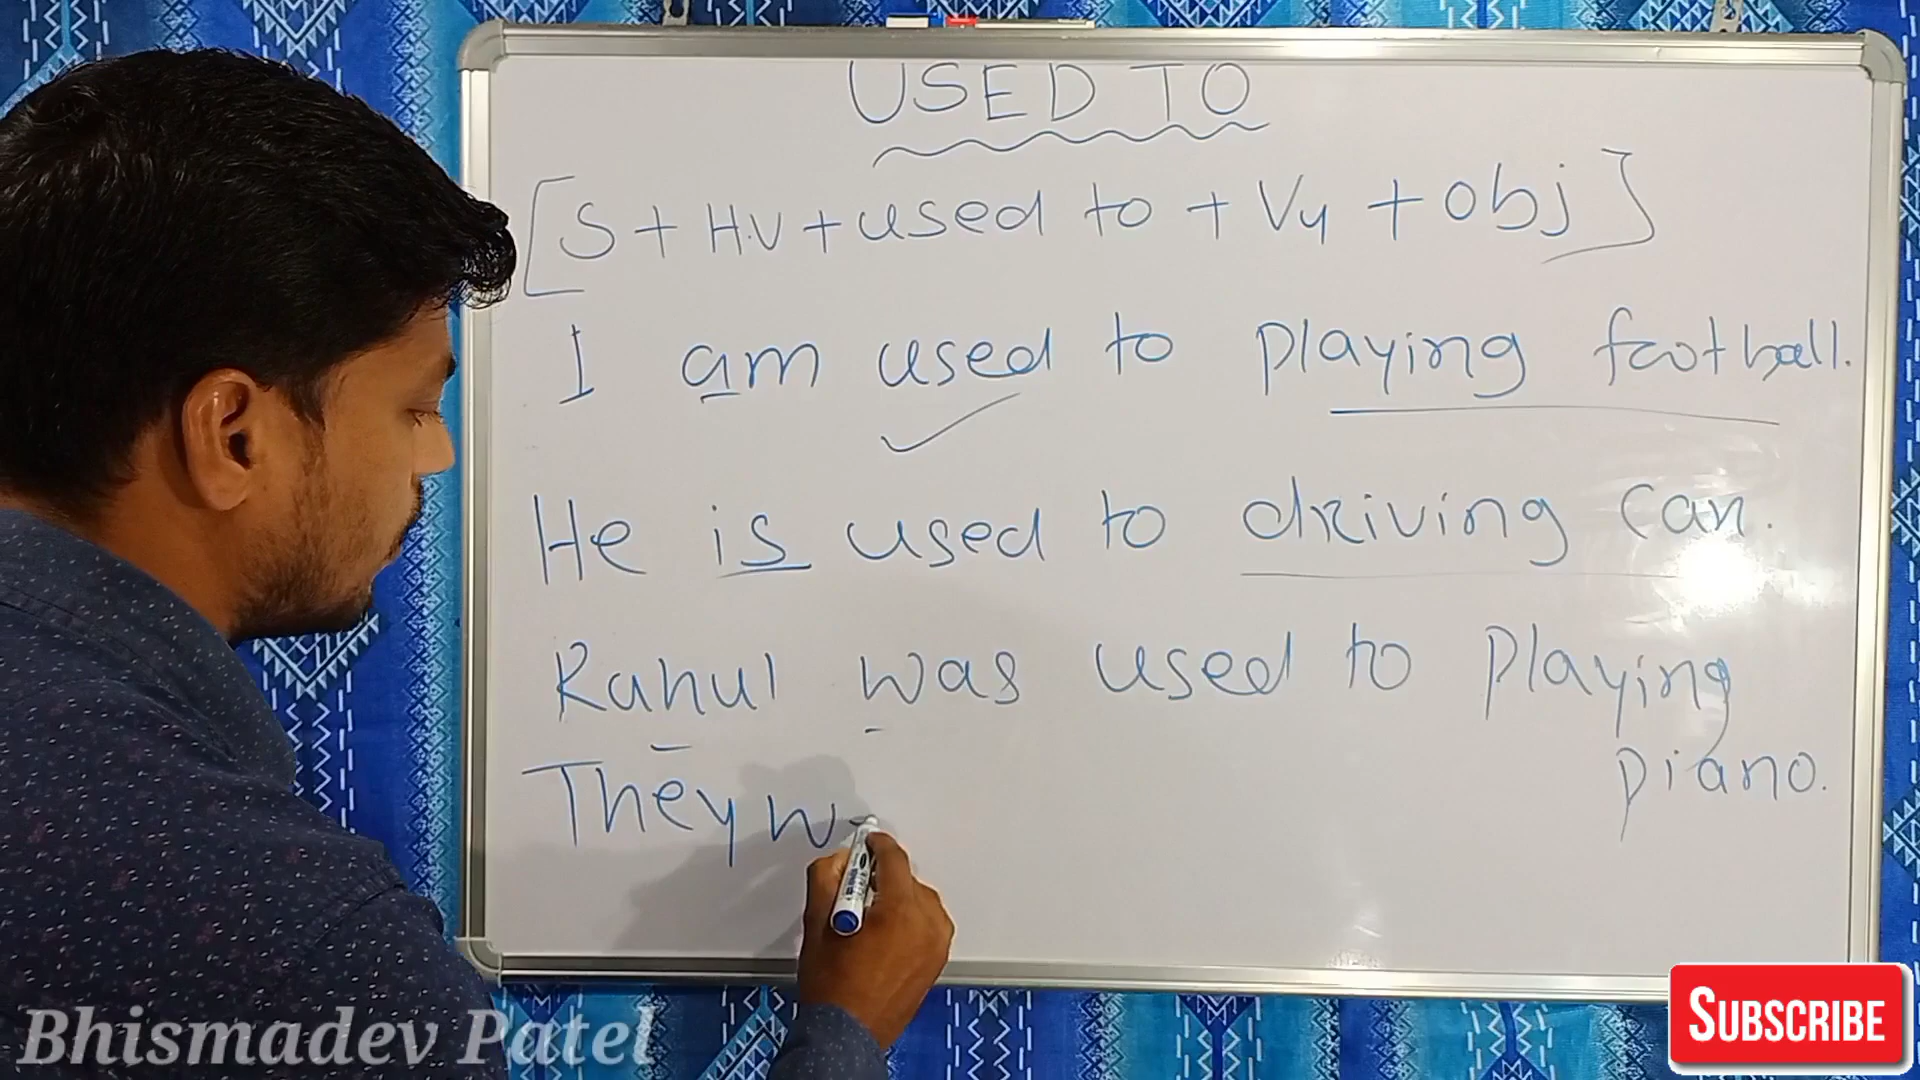 USED TO
[S + H.V + used to + V4 + obj]
I am used to playing football.
He is used to driving car.
Rahul was used to playing
piano.
They w
Bhismadev Patel
SUBSCRIBE